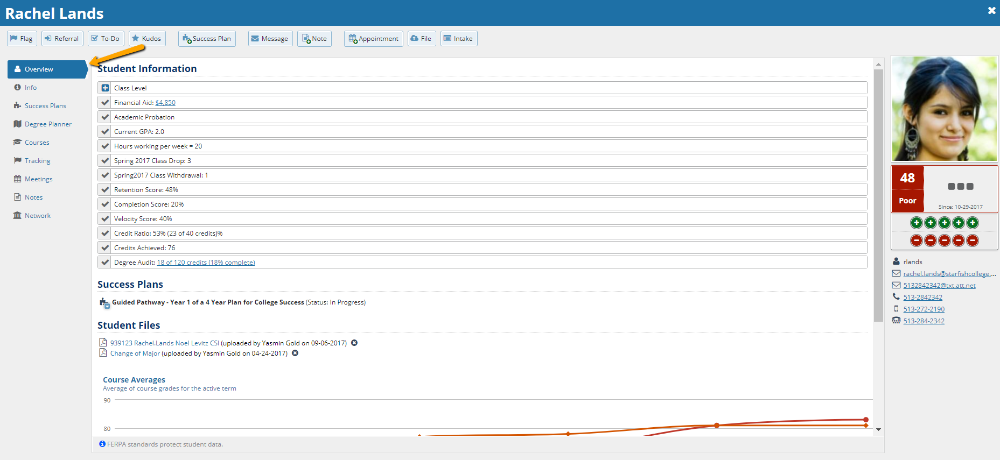 Rachel Lands
Flag Referral To-Do Kudos Success Plan Message Note Appointment File Intake
Overview
Info
Success Plans
Degree Planner
Courses
Tracking
Meetings
Notes
Network
Student Information
Class Level
Financial Aid: $4,850
Academic Probation
Current GPA: 2.0
Hours working per week = 20
Spring 2017 Class Drop: 3
Spring2017 Class Withdrawal: 1
Retention Score: 48%
Completion Score: 20%
Velocity Score: 40%
Credit Ratio: 53% (23 of 40 credits)%
Credits Achieved: 76
Degree Audit: 18 of 120 credits (18% complete)
Success Plans
Guided Pathway - Year 1 of a 4 Year Plan for College Success (Status: In Progress)
Student Files
939123 Rachel.Lands Noel Levitz CSI (uploaded by Yasmin Gold on 09-06-2017)
Change of Major (uploaded by Yasmin Gold on 04-24-2017)
Course Averages
Average of course grades for the active term
90
80
FERPA standards protect student data.
48
Poor
Since: 10-29-2017
rlands
rachel.lands@starfishcollege....
5132842342@txt.att.net
513-2842342
513-272-2190
513-284-2342